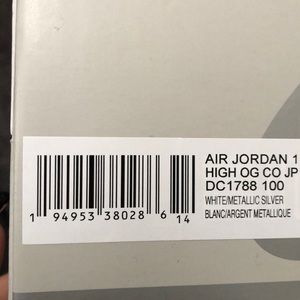 AIR JORDAN 1
HIGH OG CO JP
DC1788 100
WHITE/METALLIC SILVER
BLANC/ARGENT METALLIQUE
1 94953 38028 6 14